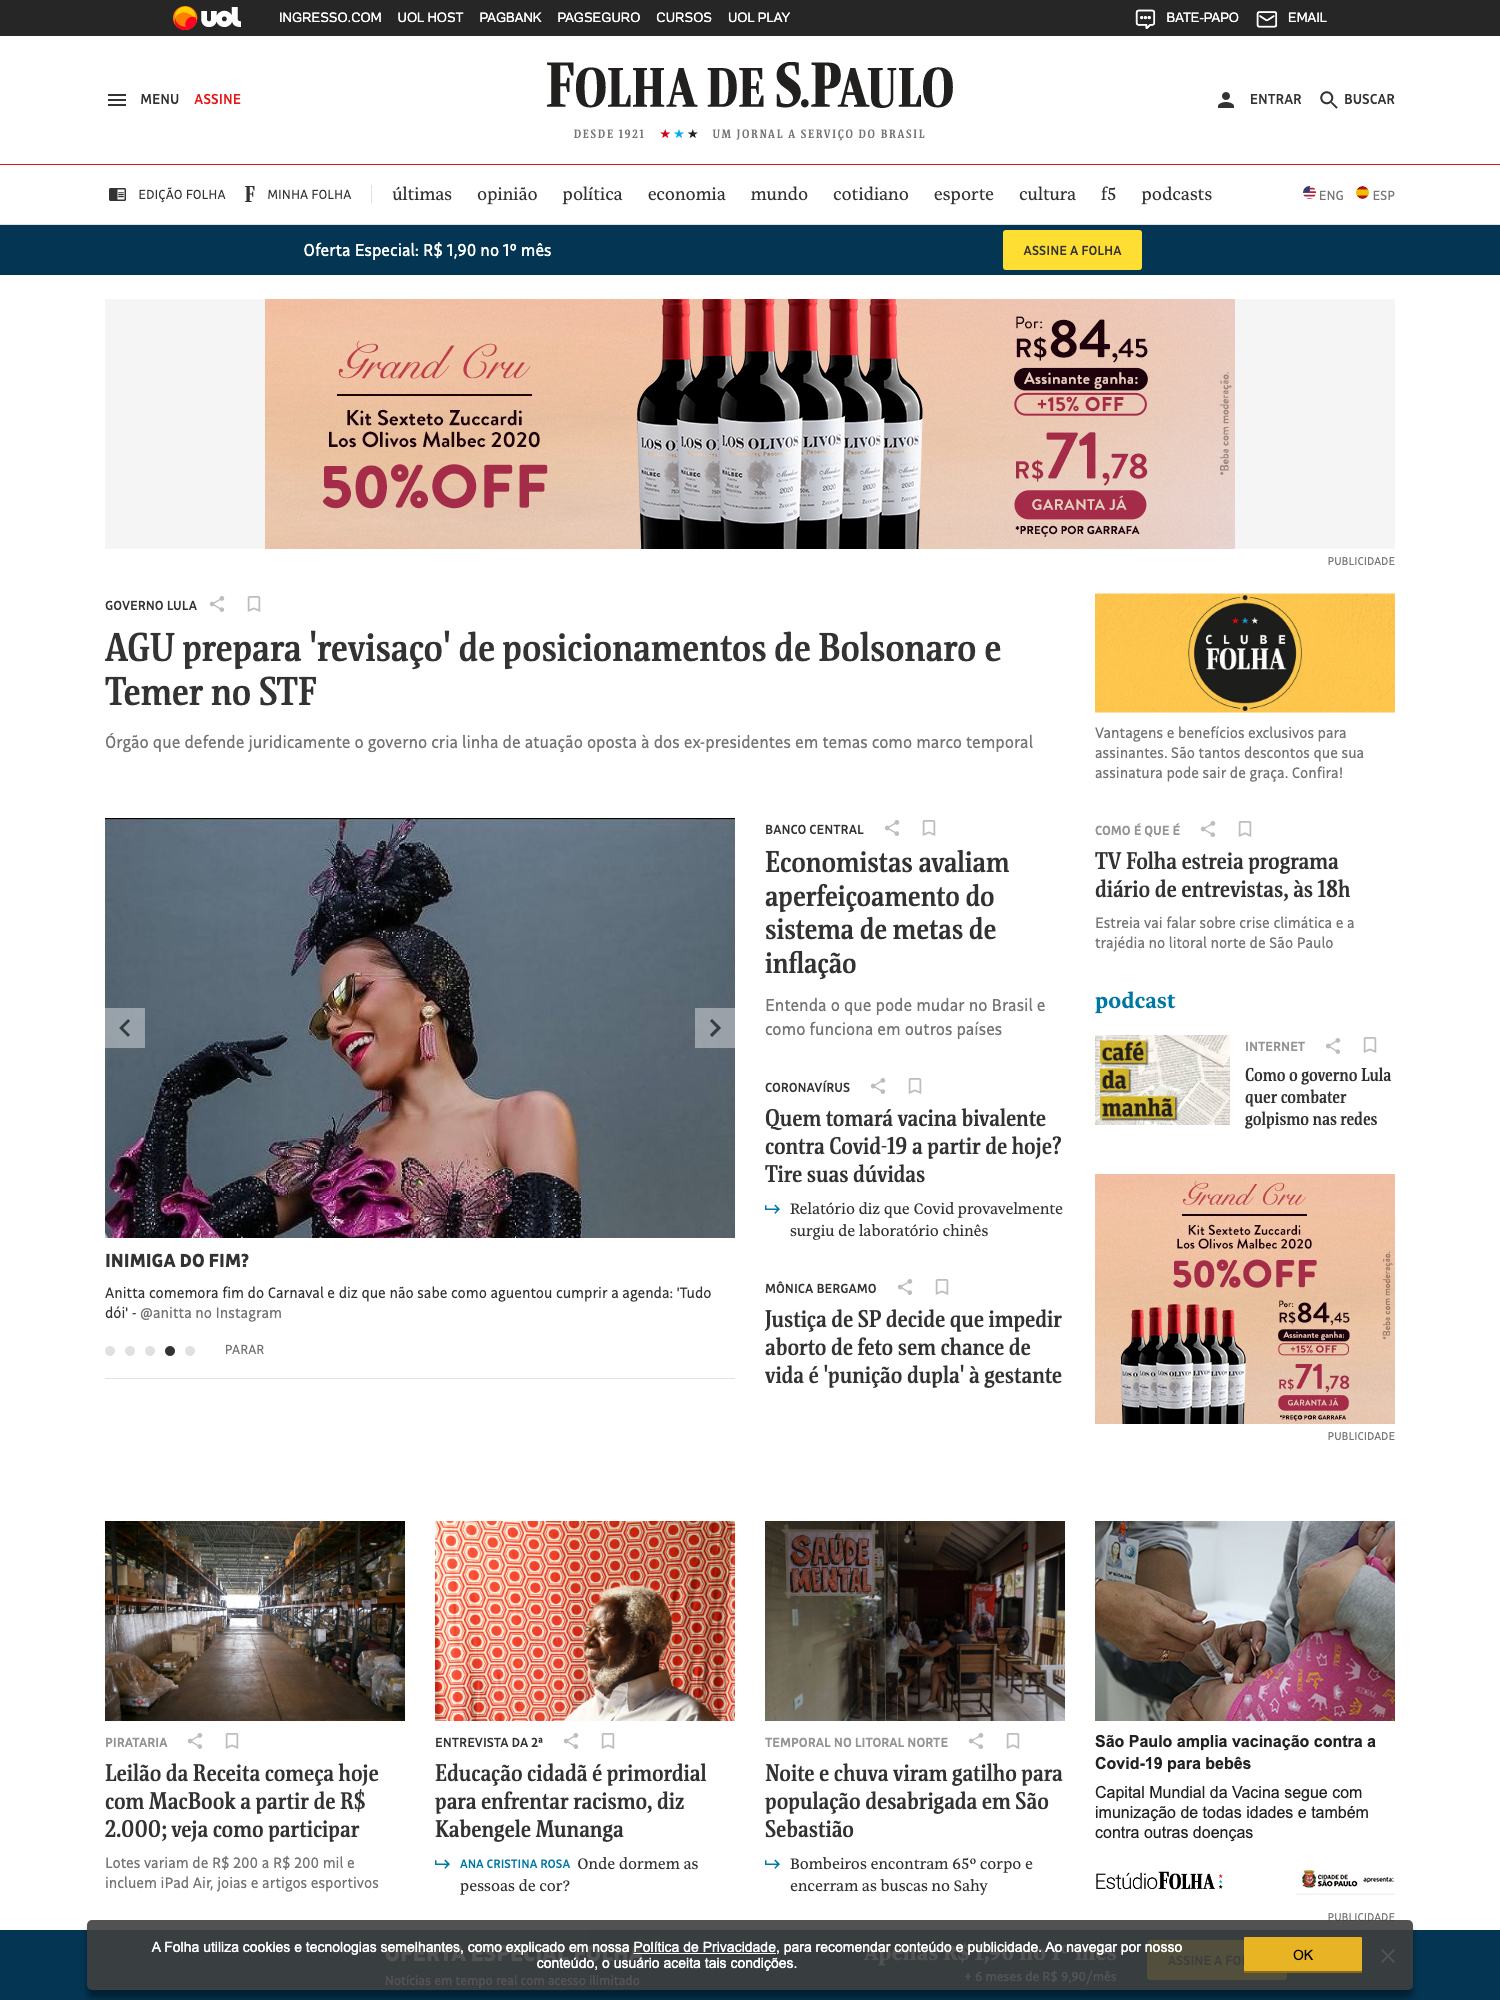 uol
INGRESSO.COM UOL HOST PAGBANK PAGSEGURO CURSOS UOL PLAY
BATE-PAPO EMAIL
MENU ASSINE
FOLHA DE S.PAULO
ENTRAR BUSCAR
DESDE 1921 ★★★ UM JORNAL A SERVIÇO DO BRASIL
EDIÇÃO FOLHA F MINHA FOLHA últimas opinião política economia mundo cotidiano esporte cultura f5 podcasts ENG ESP
Oferta Especial: R$ 1,90 no 1º mês
ASSINE A FOLHA
Grand Cru
Kit Sexteto Zuccardi
Los Olivos Malbec 2020
50%OFF
LOS OLIVOS
MALBEC
2020
Por:
R$84,45
Assinante ganha:
+15% OFF
R$71,78
GARANTA JÁ
*PREÇO POR GARRAFA
*Beba com moderação.
PUBLICIDADE
GOVERNO LULA
AGU prepara 'revisaço' de posicionamentos de Bolsonaro e
Temer no STF
Órgão que defende juridicamente o governo cria linha de atuação oposta à dos ex-presidentes em temas como marco temporal
CLUBE
FOLHA
Vantagens e benefícios exclusivos para
assinantes. São tantos descontos que sua
assinatura pode sair de graça. Confira!
INIMIGA DO FIM?
Anitta comemora fim do Carnaval e diz que não sabe como aguentou cumprir a agenda: 'Tudo
dói' - @anitta no Instagram
PARAR
BANCO CENTRAL
Economistas avaliam
aperfeiçoamento do
sistema de metas de
inflação
Entenda o que pode mudar no Brasil e
como funciona em outros países
CORONAVÍRUS
Quem tomará vacina bivalente
contra Covid-19 a partir de hoje?
Tire suas dúvidas
Relatório diz que Covid provavelmente
surgiu de laboratório chinês
MÔNICA BERGAMO
Justiça de SP decide que impedir
aborto de feto sem chance de
vida é 'punição dupla' à gestante
COMO É QUE É
TV Folha estreia programa
diário de entrevistas, às 18h
Estreia vai falar sobre crise climática e a
trajédia no litoral norte de São Paulo
podcast
café
da
manhã
INTERNET
Como o governo Lula
quer combater
golpismo nas redes
Grand Cru
Kit Sexteto Zuccardi
Los Olivos Malbec 2020
50%OFF
Por:
R$84,45
Assinante ganha:
+15% OFF
R$71,78
GARANTA JÁ
*PREÇO POR GARRAFA
*Beba com moderação.
PUBLICIDADE
PIRATARIA
Leilão da Receita começa hoje
com MacBook a partir de R$
2.000; veja como participar
Lotes variam de R$ 200 a R$ 200 mil e
incluem iPad Air, joias e artigos esportivos
ENTREVISTA DA 2ª
Educação cidadã é primordial
para enfrentar racismo, diz
Kabengele Munanga
ANA CRISTINA ROSA Onde dormem as
pessoas de cor?
SAÚDE
MENTAL
TEMPORAL NO LITORAL NORTE
Noite e chuva viram gatilho para
população desabrigada em São
Sebastião
Bombeiros encontram 65º corpo e
encerram as buscas no Sahy
São Paulo amplia vacinação contra a
Covid-19 para bebês
Capital Mundial da Vacina segue com
imunização de todas idades e também
contra outras doenças
EstúdioFOLHA
CIDADE DE
SÃO PAULO apresenta:
PUBLICIDADE
A Folha utiliza cookies e tecnologias semelhantes, como explicado em nossa Política de Privacidade, para recomendar conteúdo e publicidade. Ao navegar por nosso
conteúdo, o usuário aceita tais condições.
OK
Notícias em tempo real com acesso ilimitado
Apenas R$ 1,90 no 1º mês
+ 6 meses de R$ 9,90/mês
ASSINE A FO